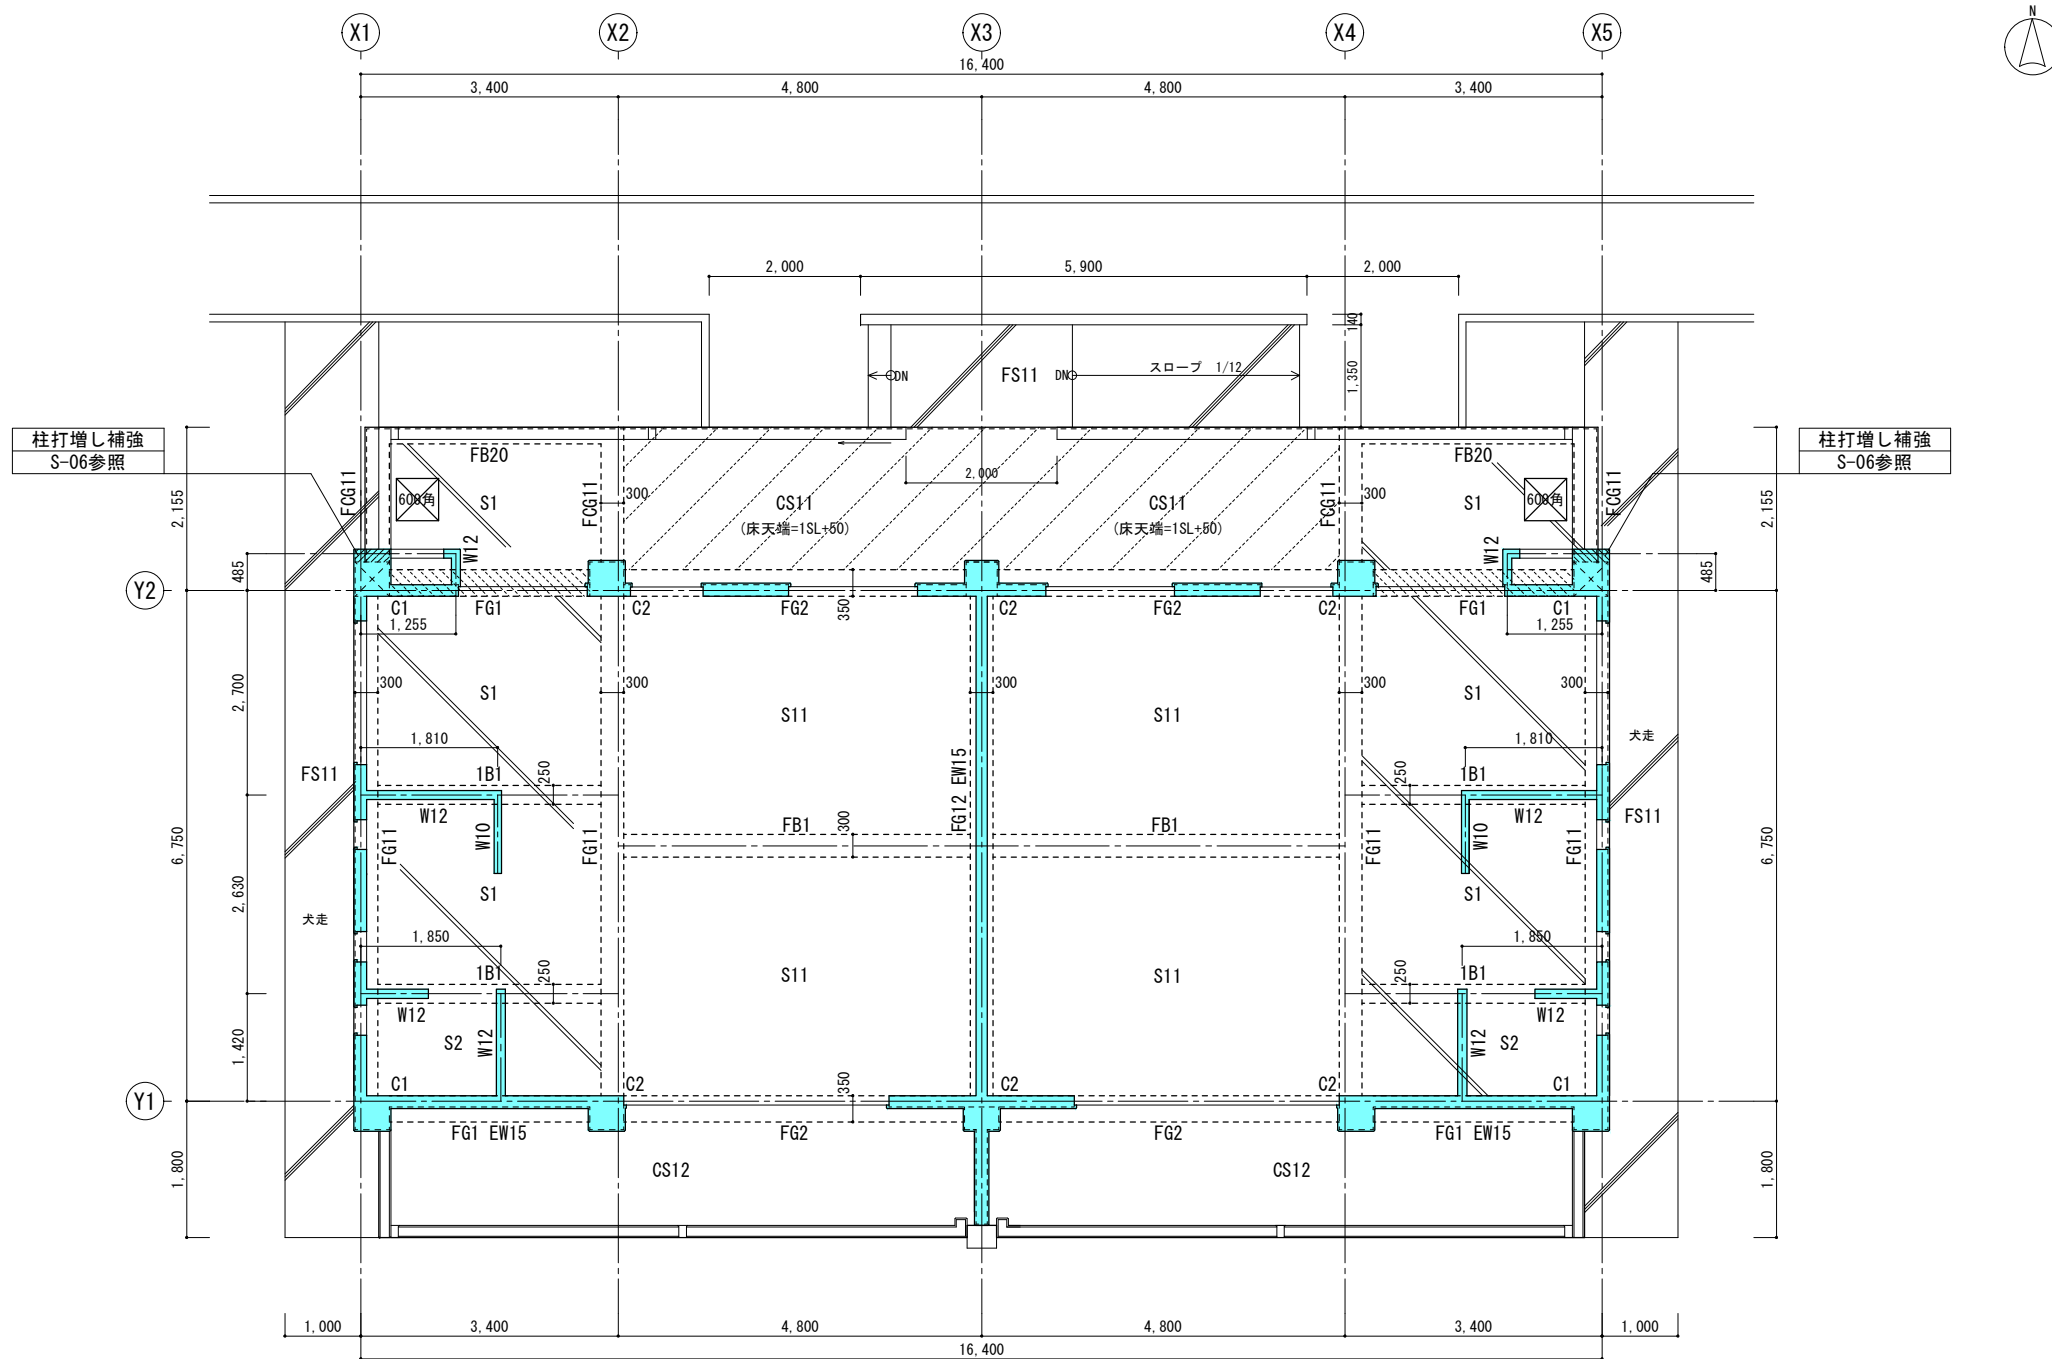 X1 X2 X3 X4 X5 N
16,400
3,400 4,800 4,800 3,400
2,000 5,900 2,000
140
DN FS11 DN スロープ 1/12 1,350
柱打増し補強 柱打増し補強
S-06参照 S-06参照
FB20 FB20
2,000
FCG11 600角 S1 FCG11 300 CS11 CS11 FCG11 300 S1 600角 FCG11
(床天端=1SL+50) (床天端=1SL+50)
2,155 2,155
W12 W12
485 485
Y2
C1 FG1 C2 FG2 350 C2 FG2 C2 FG1 C1
1,255 1,255
300 S1 300 300 300 S1 300
2,700
S11 S11
1,810 1,810
犬走
FS11 1B1 250 FG12 EW15 250 1B1
W12 W10 W10 W12 FS11
FB1 300 FB1
FG11 FG11 FG11 FG11
6,750 6,750
2,630
S1 S1
犬走
1,850 1,850
1B1 250 S11 S11 250 1B1
W12 W12
S2 W12 W12 S2
1,420
C1 C2 350 C2 C2 C1
Y1
FG1 EW15 FG2 FG2 FG1 EW15
CS12 CS12
1,800 1,800
1,000 3,400 4,800 4,800 3,400 1,000
16,400